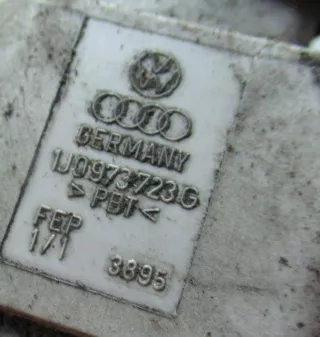 GERMANY
1J0973723G
>PBT<
FEP
1/1
3895